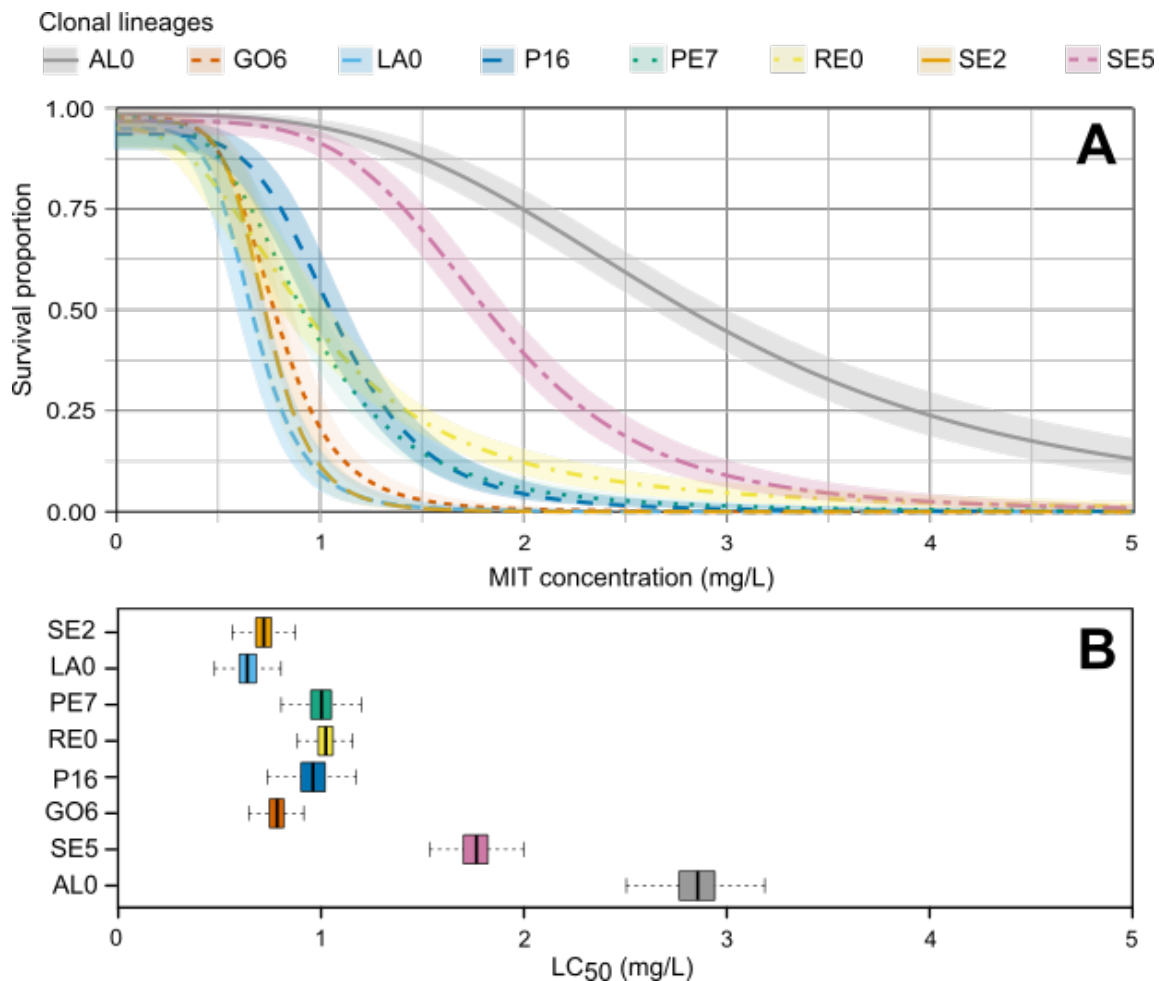 Clonal lineages
AL0 GO6 LA0 P16 PE7 RE0 SE2 SE5
A
Survival proportion
1.00
0.75
0.50
0.25
0.00
0 1 2 3 4 5
MIT concentration (mg/L)
B
SE2
LA0
PE7
RE0
P16
GO6
SE5
AL0
0 1 2 3 4 5
LC50 (mg/L)